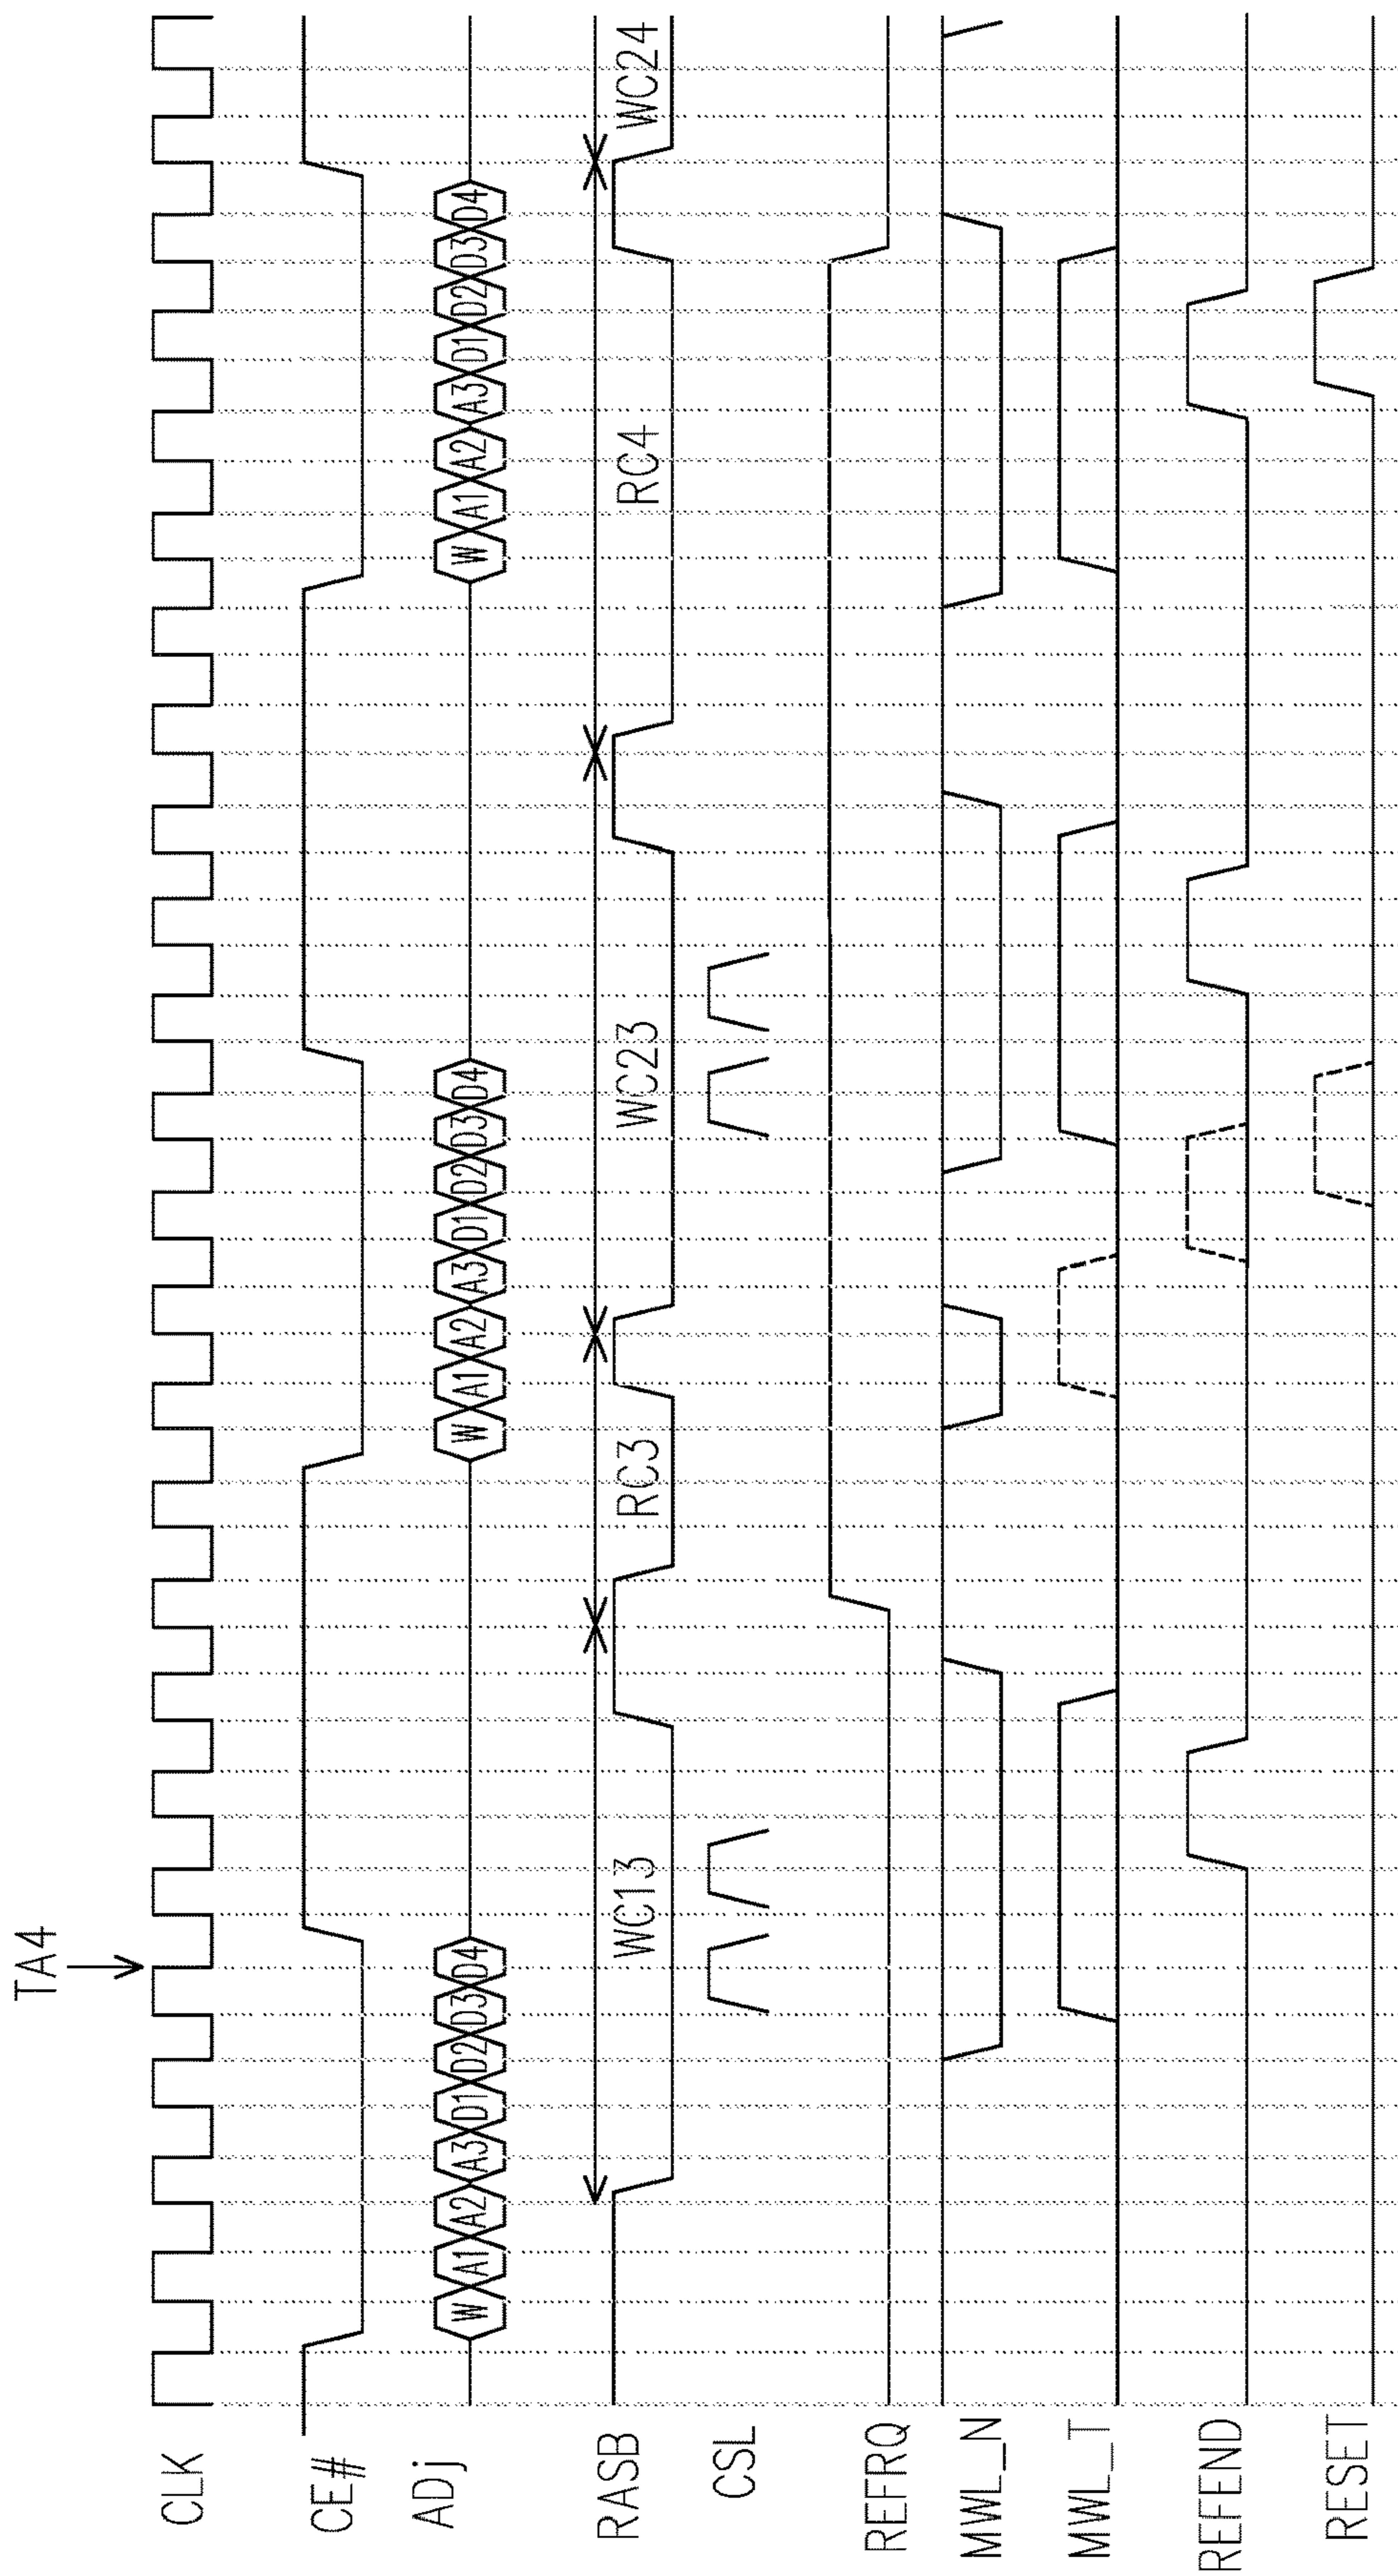 TA4
CLK
CE#
ADj W A1 A2 A3 D1 D2 D3 D4 W A1 A2 A3 D1 D2 D3 D4 W A1 A2 A3 D1 D2 D3 D4
RASB WC13 RC3 WC23 RC4 WC24
CSL
REFRQ
MWL_N
MWL_T
REFEND
RESET